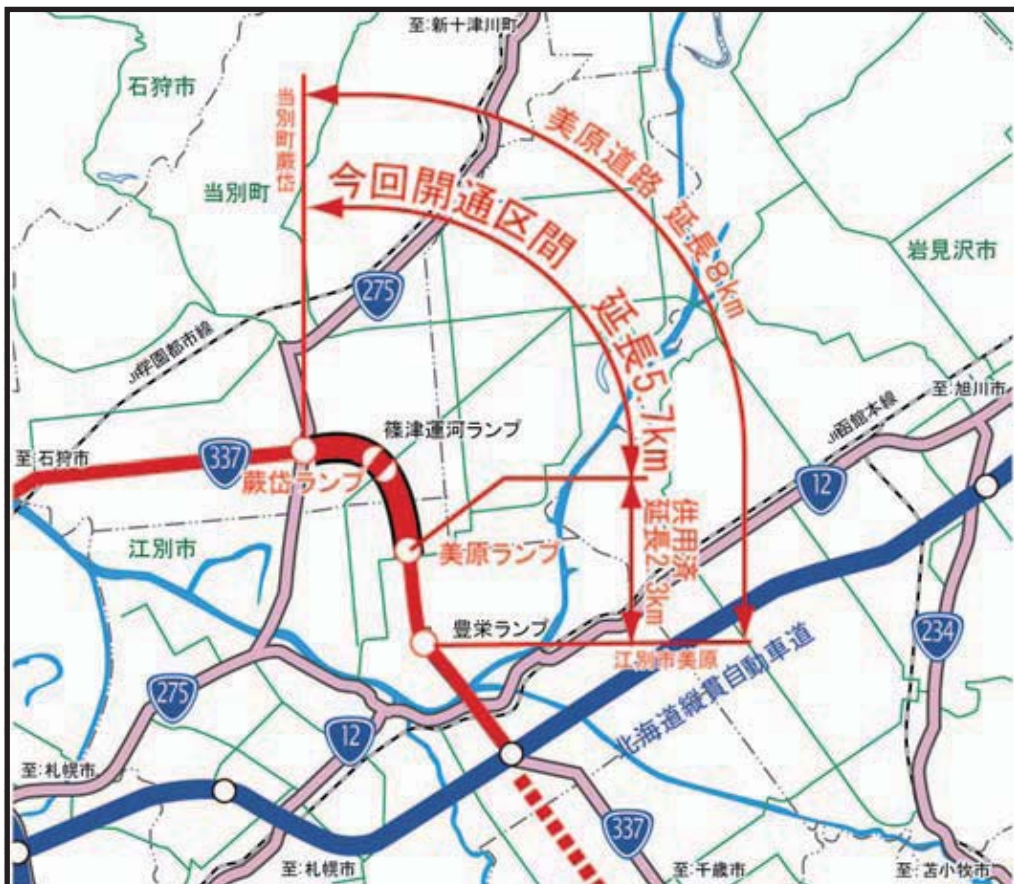 至:新十津川町
石狩市
当別町蕨岱
美原道路 延長8km
当別町
今回開通区間 延長5.7km
岩見沢市
275
JR学園都市線
至:旭川市
JR函館本線
篠津運河ランプ
至:石狩市
337
蕨岱ランプ
12
供用済
延長2.3km
江別市
美原ランプ
豊栄ランプ
234
江別市美原
北海道縦貫自動車道
275
12
至:札幌市
337
至:札幌市
至:千歳市
至:苫小牧市